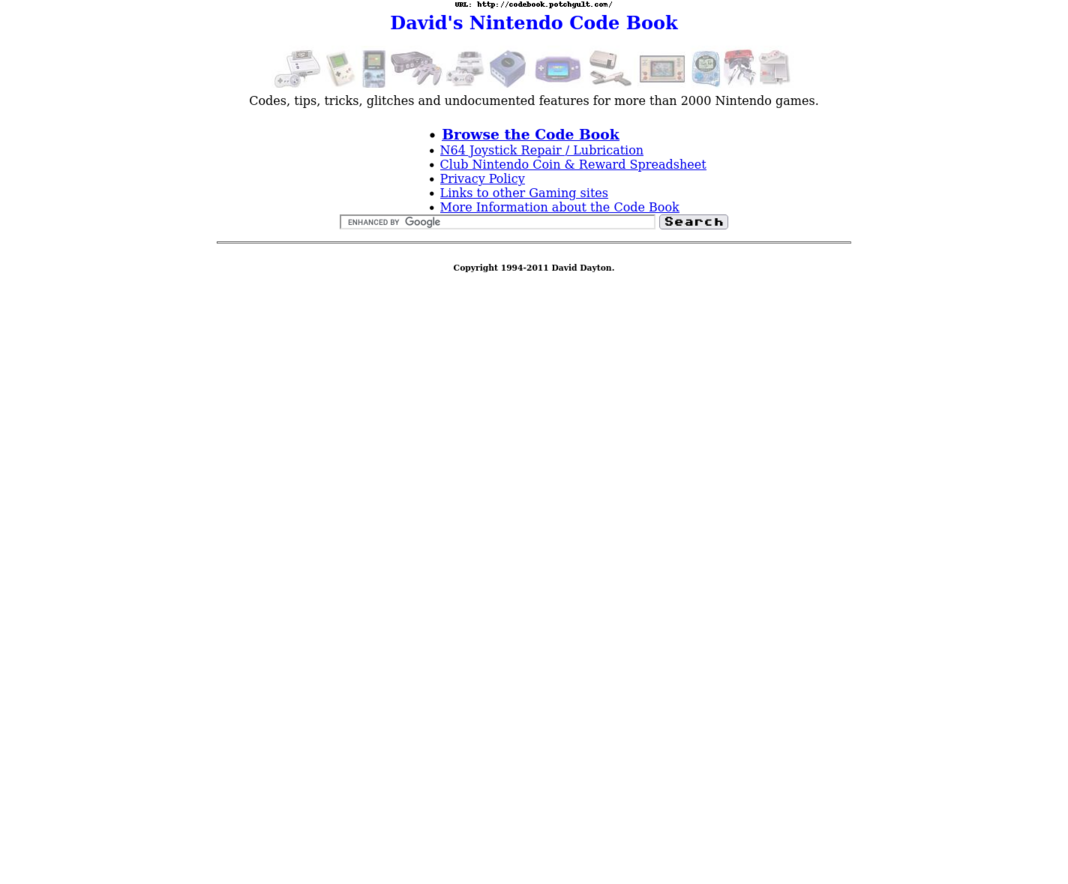 URL: http://codebook.potchgult.com/
David's Nintendo Code Book
Codes, tips, tricks, glitches and undocumented features for more than 2000 Nintendo games.
Browse the Code Book
N64 Joystick Repair / Lubrication
Club Nintendo Coin & Reward Spreadsheet
Privacy Policy
Links to other Gaming sites
More Information about the Code Book
ENHANCED BY Google Search
Copyright 1994-2011 David Dayton.